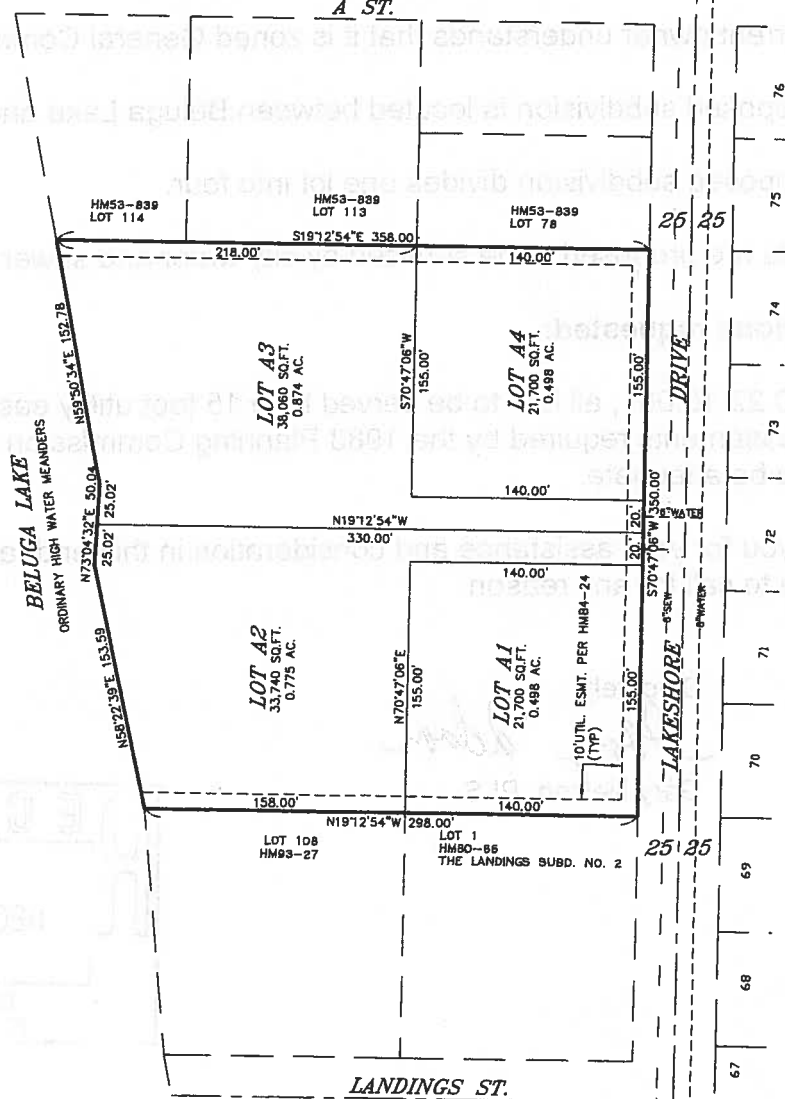 A ST.
HM53-839
LOT 114
HM53-839
LOT 113
HM53-839
LOT 78
25 25
S19°12'54"E 358.00
218.00'
140.00'
N59°50'34"E 152.78
LOT A3
38,060 SQ.FT.
0.874 AC.
S70°47'06"W
155.00'
LOT A4
21,700 SQ.FT.
0.498 AC.
155.00'
DRIVE
BELUGA LAKE
ORDINARY HIGH WATER MEANDERS
N73°04'32"E 50.04
25.02'
25.02'
140.00'
N19°12'54"W
330.00'
20.'
20.'
S70°47'06"W 350.00'
8"WATER
140.00'
6"SEW
8"WATER
N58°22'39"E 153.59
LOT A2
33,740 SQ.FT.
0.775 AC.
N70°47'06"E
155.00'
LOT A1
21,700 SQ.FT.
0.498 AC.
10'UTIL. ESMT. PER HM84-24
(TYP)
155.00'
LAKESHORE
158.00'
140.00'
N19°12'54"W 298.00'
LOT 108
HM93-27
LOT 1
HM80-66
THE LANDINGS SUBD. NO. 2
25 25
LANDINGS ST.
76
75
74
73
72
71
70
69
68
67